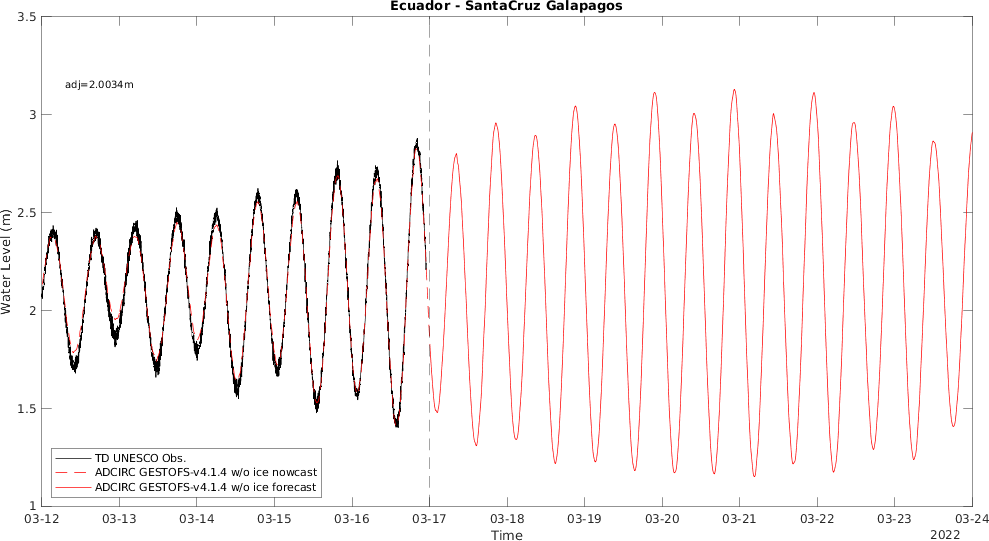 Ecuador - SantaCruz Galapagos
3.5
3
2.5
2
1.5
1
Water Level (m)
adj=2.0034m
TD UNESCO Obs.
ADCIRC GESTOFS-v4.1.4 w/o ice nowcast
ADCIRC GESTOFS-v4.1.4 w/o ice forecast
03-12 03-13 03-14 03-15 03-16 03-17 03-18 03-19 03-20 03-21 03-22 03-23 03-24
Time
2022